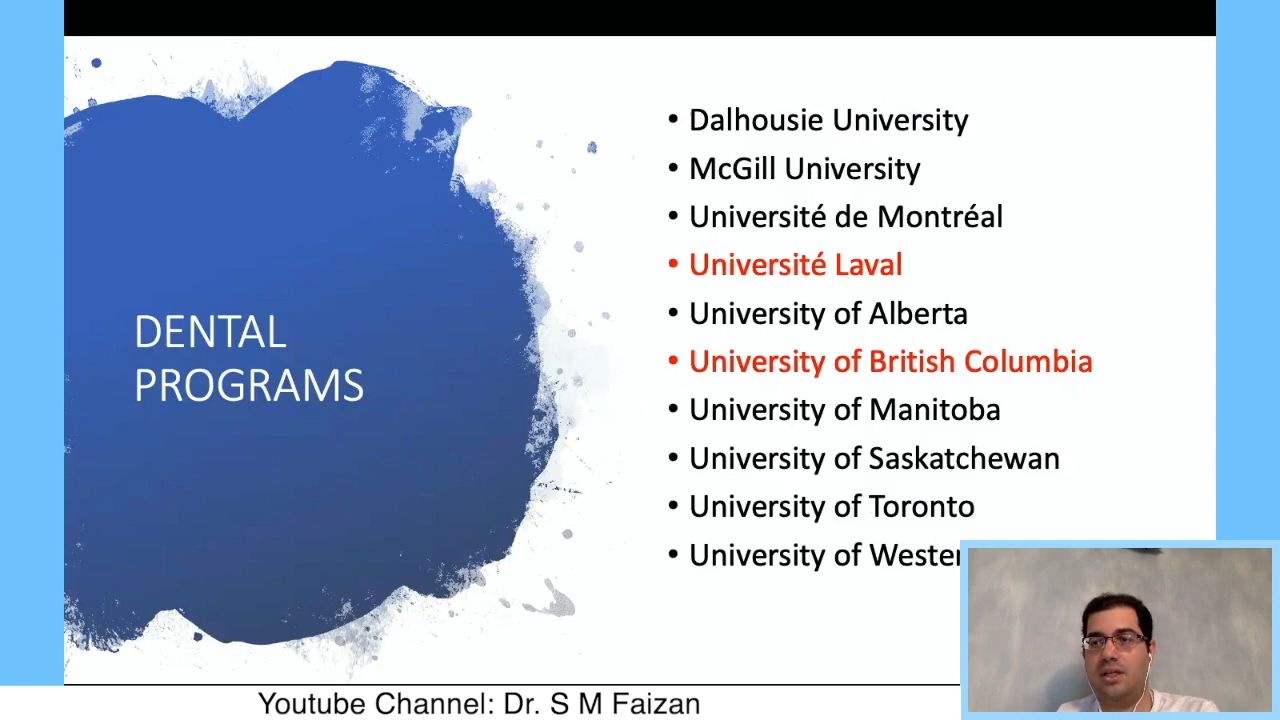 DENTAL
PROGRAMS
• Dalhousie University
• McGill University
• Université de Montréal
• Université Laval
• University of Alberta
• University of British Columbia
• University of Manitoba
• University of Saskatchewan
• University of Toronto
• University of
Youtube Channel: Dr. S M Faizan